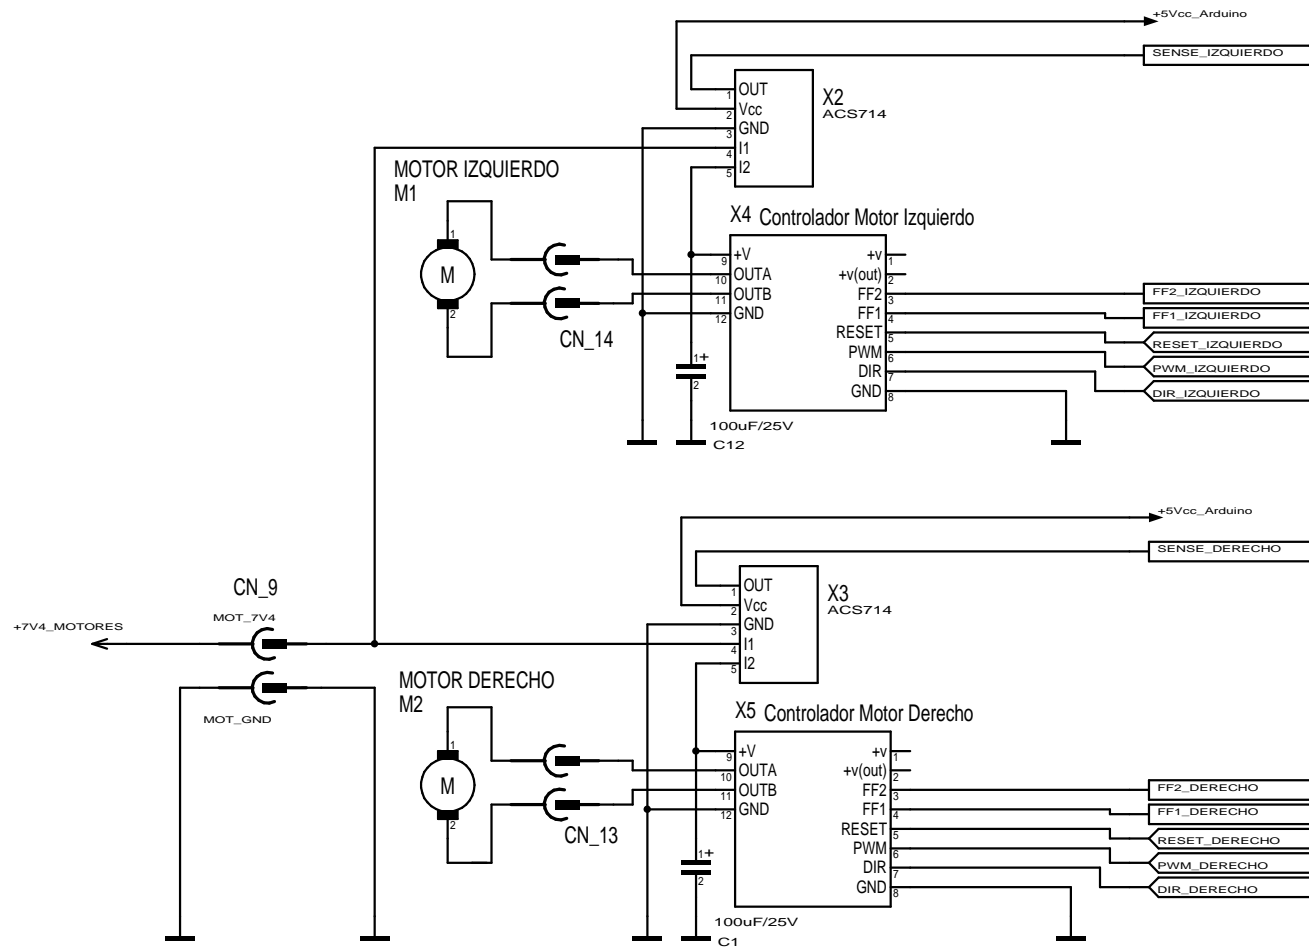 +5Vcc_Arduino
SENSE_IZQUIERDO
X2
ACS714
OUT
1
Vcc
2
GND
3
I1
4
I2
5
MOTOR IZQUIERDO
M1
1
M
2
CN_14
X4 Controlador Motor Izquierdo
+V
9
OUTA
10
OUTB
11
GND
12
+v
1
+v(out)
2
FF2
3
FF1
4
RESET
5
PWM
6
DIR
7
GND
8
FF2_IZQUIERDO
FF1_IZQUIERDO
RESET_IZQUIERDO
PWM_IZQUIERDO
DIR_IZQUIERDO
1+
2
100uF/25V
C12
+5Vcc_Arduino
SENSE_DERECHO
X3
ACS714
OUT
1
Vcc
2
GND
3
I1
4
I2
5
CN_9
MOT_7V4
+7V4_MOTORES
MOT_GND
MOTOR DERECHO
M2
1
M
2
CN_13
X5 Controlador Motor Derecho
+V
9
OUTA
10
OUTB
11
GND
12
+v
1
+v(out)
2
FF2
3
FF1
4
RESET
5
PWM
6
DIR
7
GND
8
FF2_DERECHO
FF1_DERECHO
RESET_DERECHO
PWM_DERECHO
DIR_DERECHO
1+
2
100uF/25V
C1